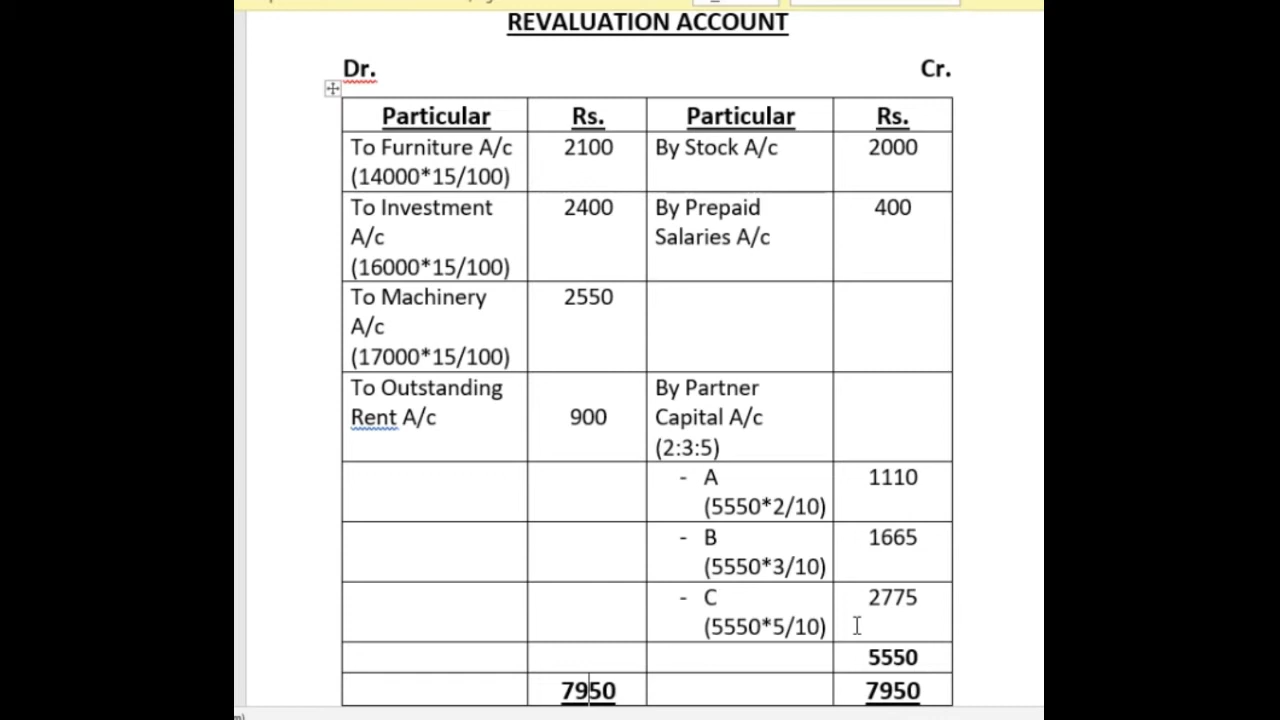 REVALUATION ACCOUNT
Dr. Cr.
Particular Rs. Particular Rs.
To Furniture A/c 2100 By Stock A/c 2000
(14000*15/100)
To Investment 2400 By Prepaid 400
A/c Salaries A/c
(16000*15/100)
To Machinery 2550
A/c
(17000*15/100)
To Outstanding By Partner
Rent A/c 900 Capital A/c
(2:3:5)
- A 1110
(5550*2/10)
- B 1665
(5550*3/10)
- C 2775
(5550*5/10)
5550
7950 7950